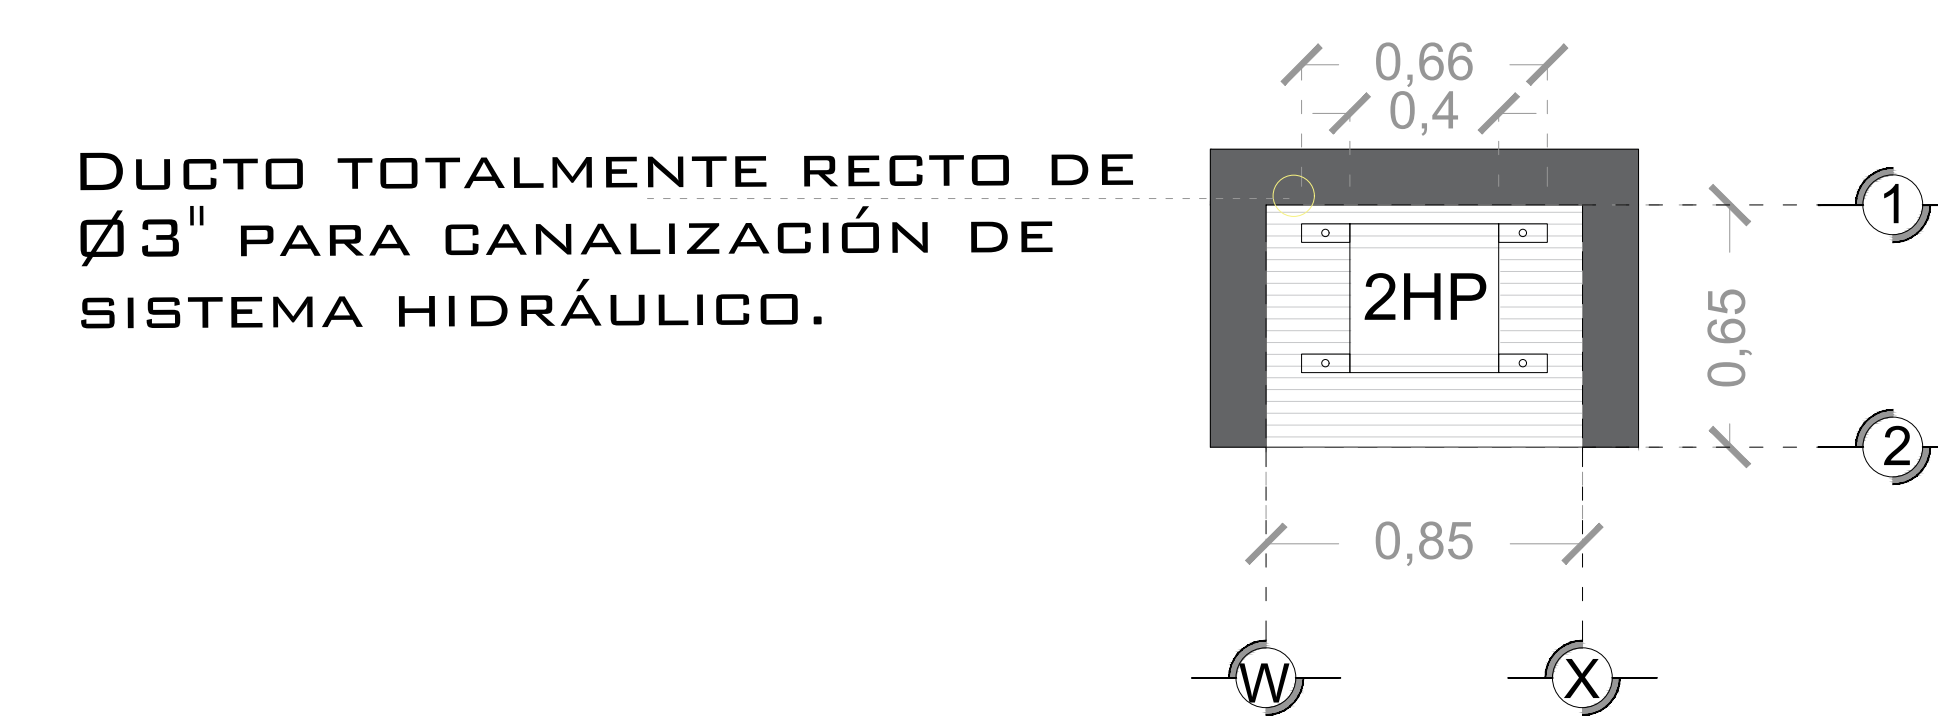 0,66
0,4
Ducto totalmente recto de
Ø3" para canalización de
sistema hidráulico.
1
2HP
0,65
2
0,85
W
X